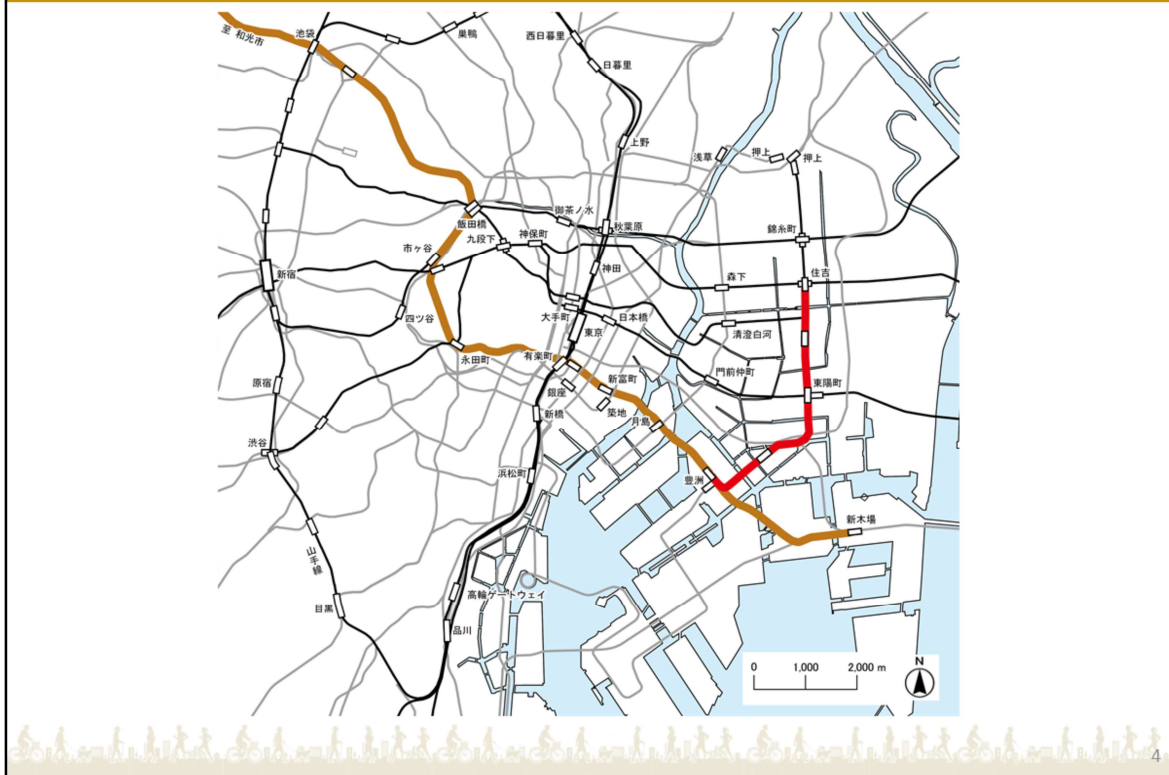 至 和光市
池袋
巣鴨
西日暮里
日暮里
上野
浅草
押上
押上
飯田橋
御茶ノ水
秋葉原
錦糸町
九段下
神保町
市ヶ谷
新宿
神田
森下
住吉
四ツ谷
大手町
日本橋
東京
清澄白河
永田町
有楽町
新富町
門前仲町
東陽町
原宿
銀座
築地
新橋
月島
渋谷
浜松町
豊洲
新木場
山手線
高輪ゲートウェイ
目黒
品川
0 1,000 2,000 m
N
4